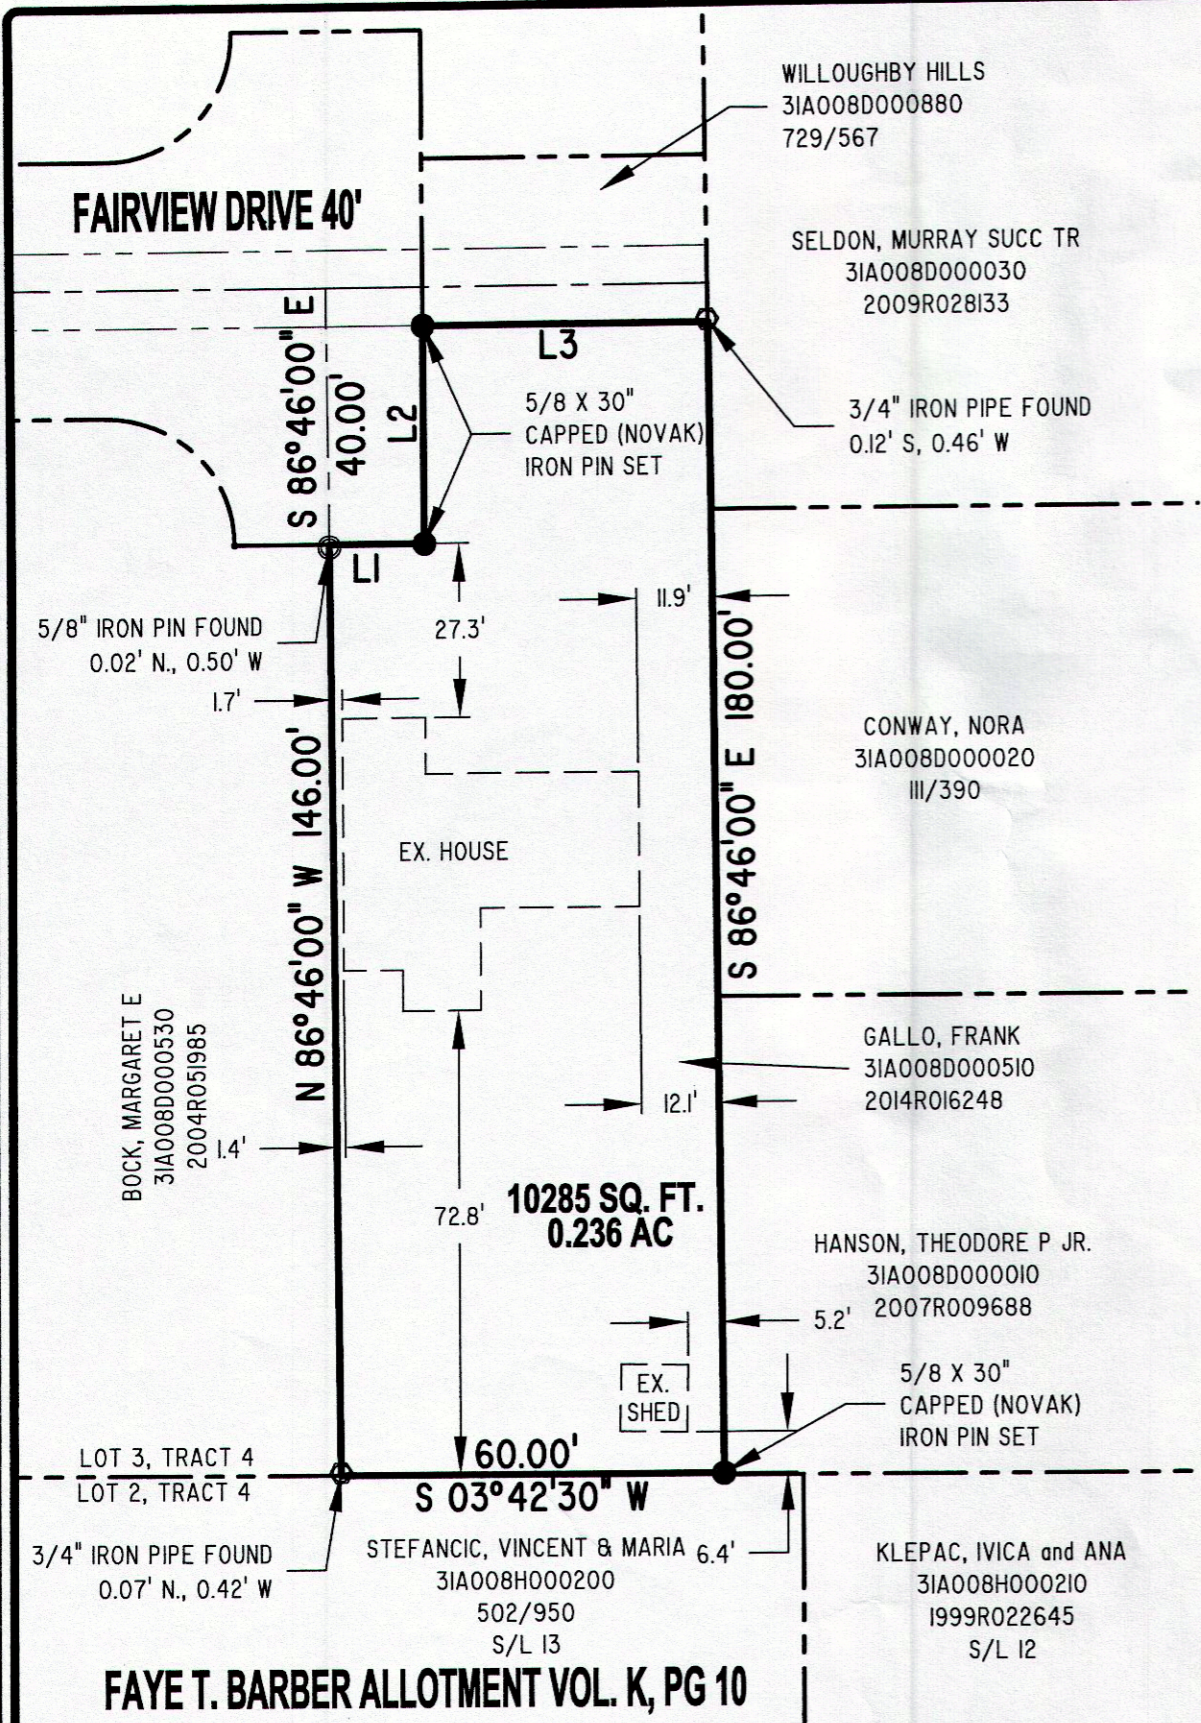 WILLOUGHBY HILLS
31A008D000880
729/567
FAIRVIEW DRIVE 40'
SELDON, MURRAY SUCC TR
31A008D000030
2009R028133
S 86°46'00" E
40.00'
L2
L3
5/8 X 30"
CAPPED (NOVAK)
IRON PIN SET
3/4" IRON PIPE FOUND
0.12' S, 0.46' W
L1
5/8" IRON PIN FOUND
0.02' N., 0.50' W
27.3'
11.9'
1.7'
N 86°46'00" W 146.00'
S 86°46'00" E 180.00'
CONWAY, NORA
31A008D000020
111/390
EX. HOUSE
BOCK, MARGARET E
31A008D000530
2004R051985
GALLO, FRANK
31A008D000510
2014R016248
12.1'
1.4'
72.8'
10285 SQ. FT.
0.236 AC
HANSON, THEODORE P JR.
31A008D000010
2007R009688
5.2'
EX.
SHED
5/8 X 30"
CAPPED (NOVAK)
IRON PIN SET
LOT 3, TRACT 4
LOT 2, TRACT 4
60.00'
S 03°42'30" W
3/4" IRON PIPE FOUND
0.07' N., 0.42' W
STEFANCIC, VINCENT & MARIA
31A008H000200
502/950
S/L 13
6.4'
KLEPAC, IVICA and ANA
31A008H000210
1999R022645
S/L 12
FAYE T. BARBER ALLOTMENT VOL. K, PG 10